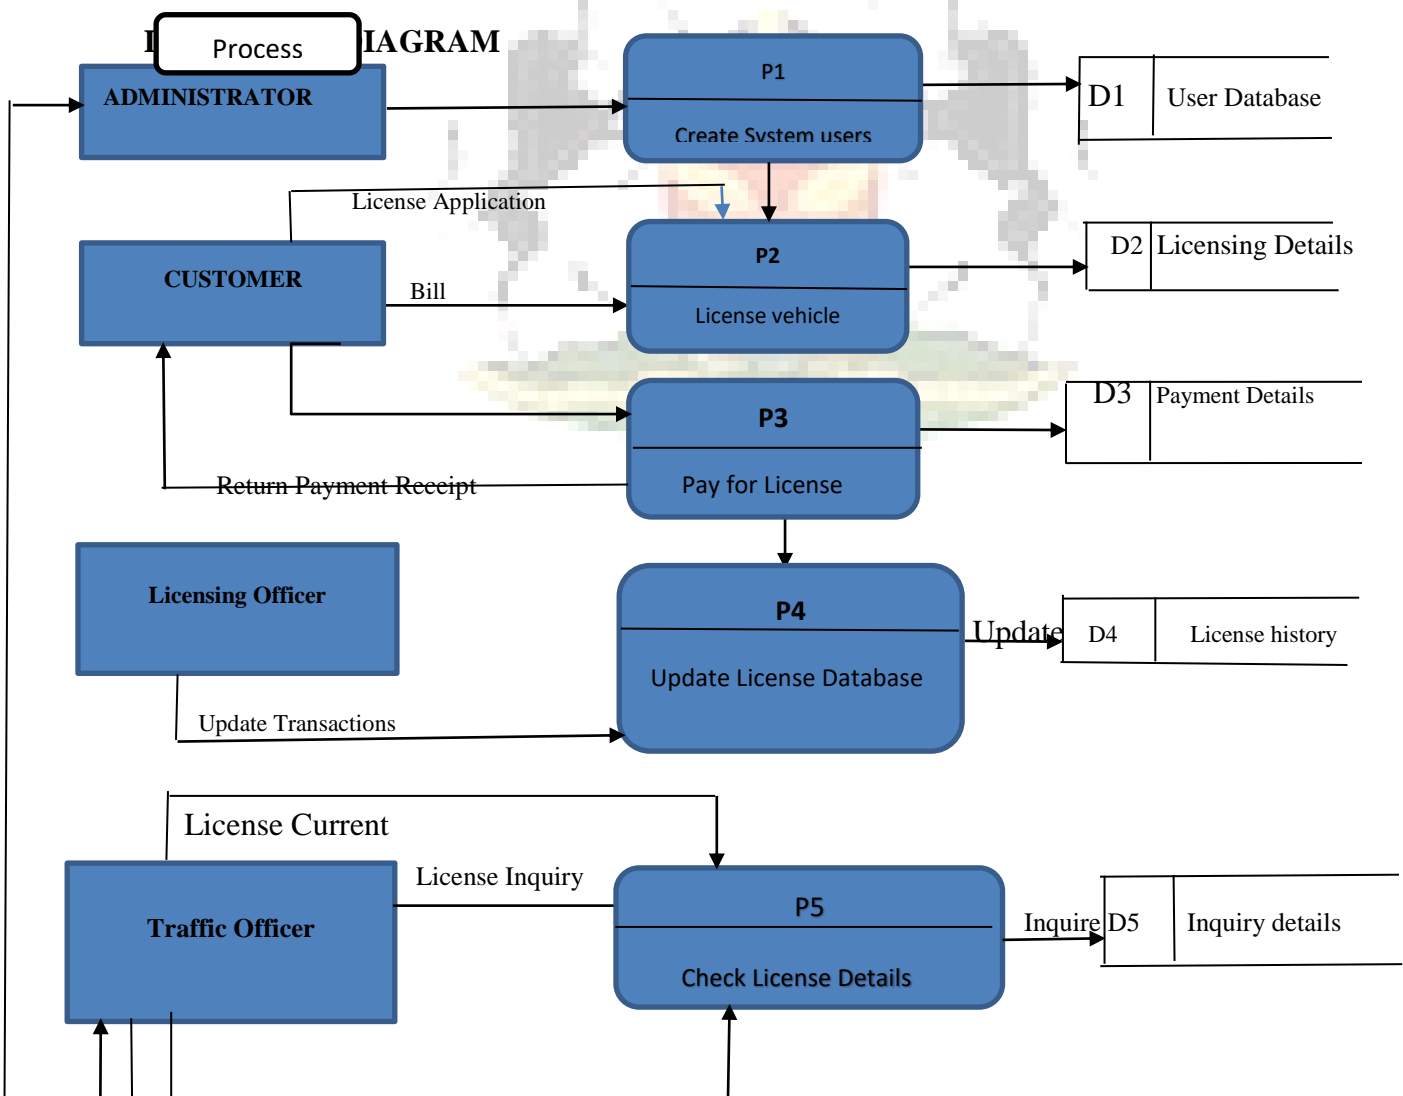 Process
IAGRAM
ADMINISTRATOR
P1
Create System users
D1 User Database
License Application
CUSTOMER
Bill
P2
License vehicle
D2 Licensing Details
P3
Pay for License
D3 Payment Details
Return Payment Receipt
Licensing Officer
P4
Update License Database
Update
D4 License history
Update Transactions
License Current
License Inquiry
Traffic Officer
P5
Check License Details
Inquire
D5 Inquiry details